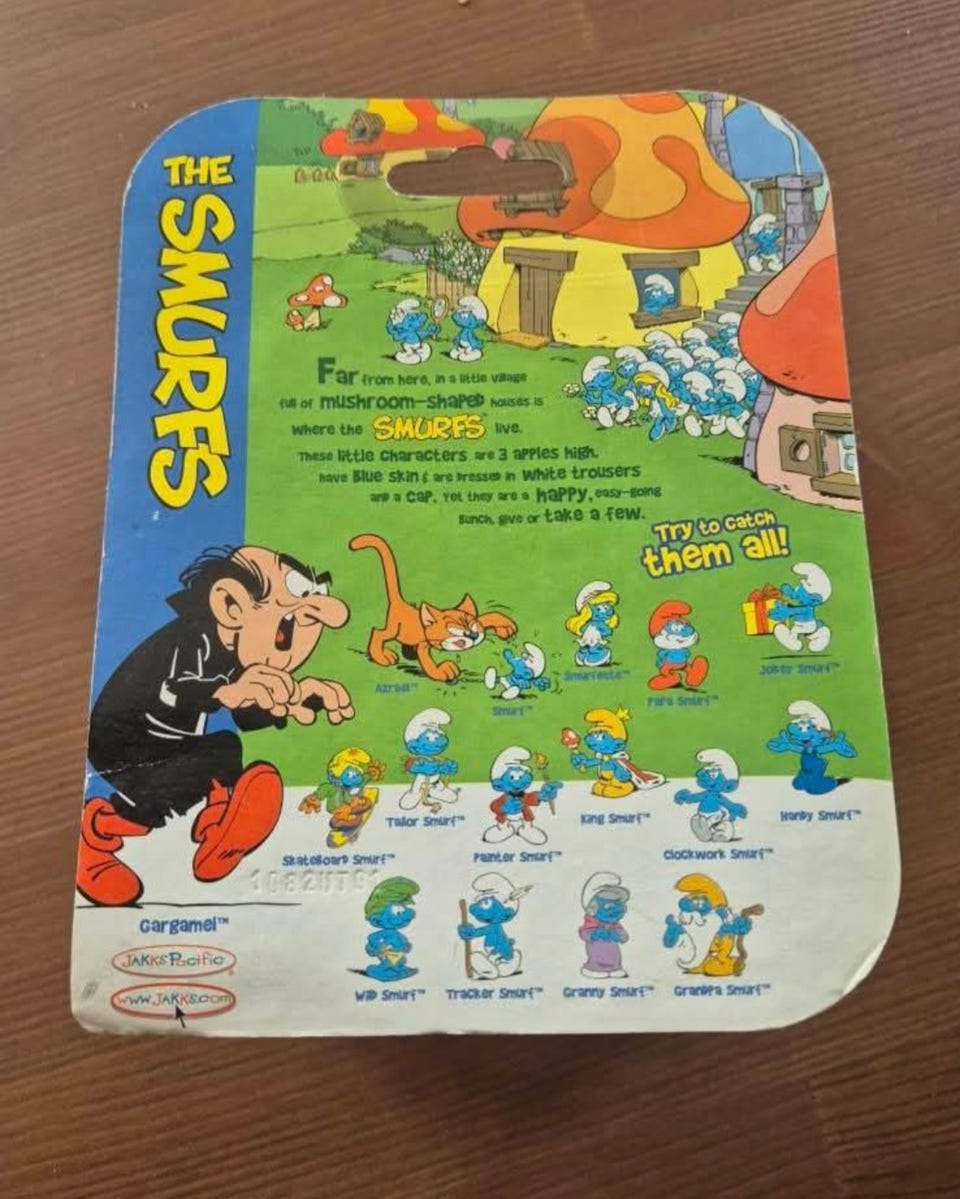 THE SMURFS
Far from here, in a little village
full of mushroom-shaped houses is
where the SMURFS™ live.
These little characters are 3 apples high,
have blue skin & are dressed in white trousers
and a cap. Yet they are a happy, easy-going
bunch, give or take a few.
Try to catch
them all!
Azrael™
Smurf™
Smurfette™
Papa Smurf™
Jokey Smurf™
Skateboard Smurf™
Tailor Smurf™
Painter Smurf™
King Smurf™
Clockwork Smurf™
Handy Smurf™
Gargamel™
Wild Smurf™
Tracker Smurf™
Granny Smurf™
Grandpa Smurf™
JAKKS Pacific®
www.JAKKS.com